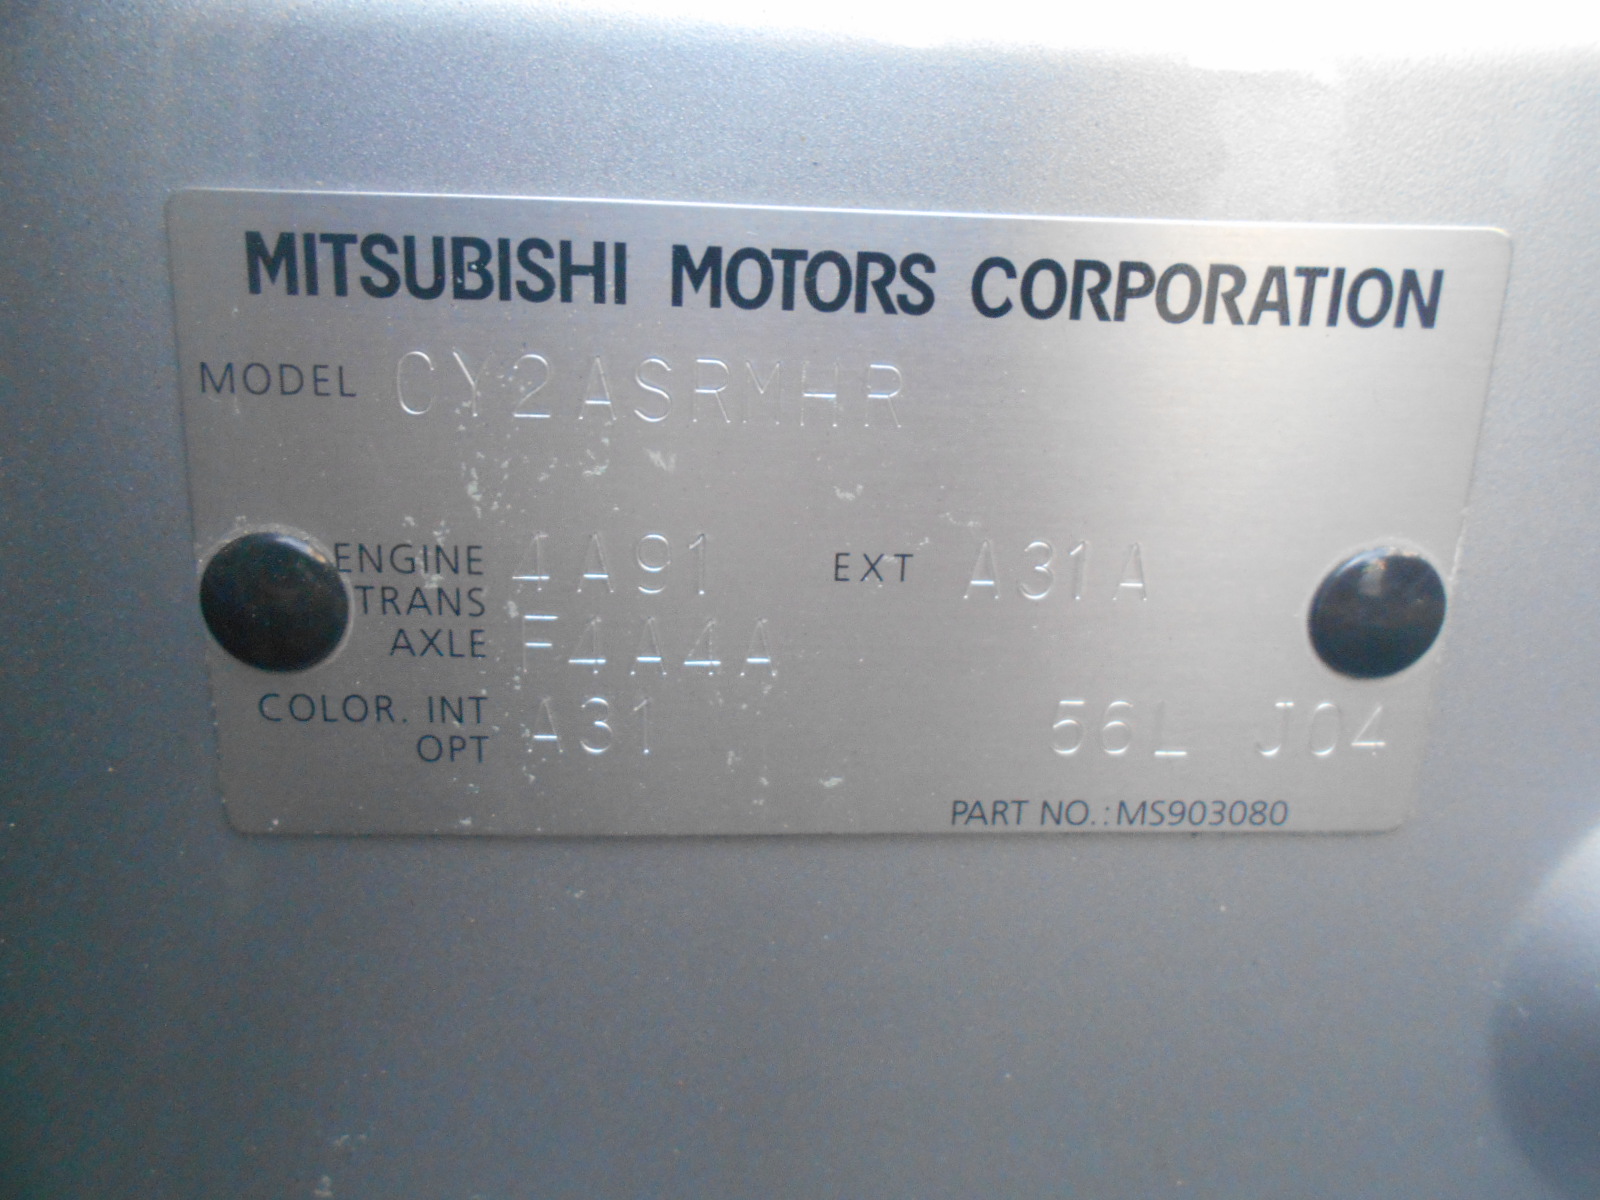 MITSUBISHI MOTORS CORPORATION
MODEL CY2ASRMHR
ENGINE 4A91 EXT A31A
TRANS
AXLE F4A4A
COLOR. INT A31 56L J04
OPT
PART NO.:MS903080